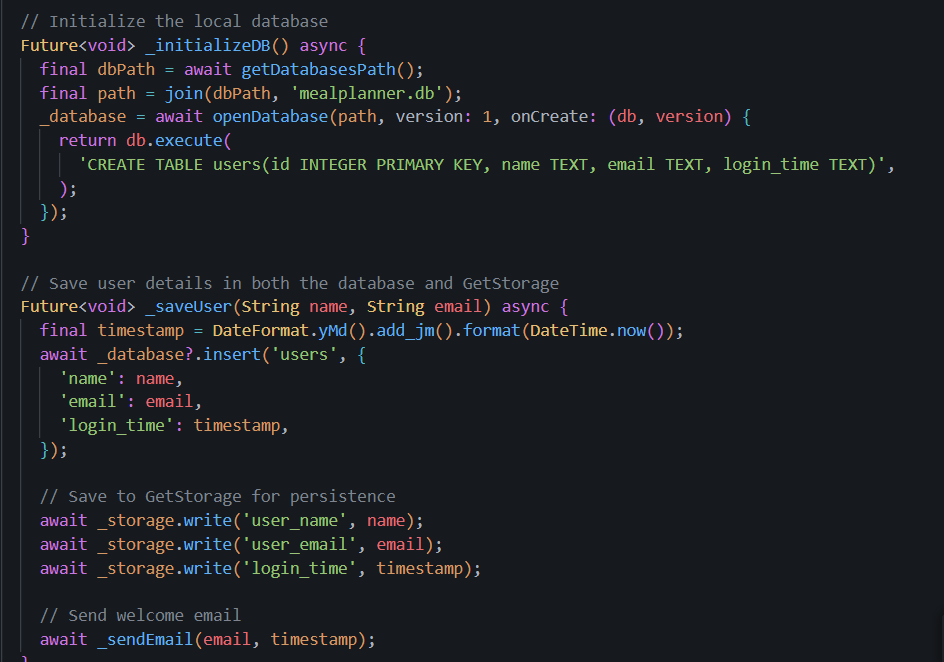 // Initialize the local database
Future<void> _initializeDB() async {
  final dbPath = await getDatabasesPath();
  final path = join(dbPath, 'mealplanner.db');
  _database = await openDatabase(path, version: 1, onCreate: (db, version) {
    return db.execute(
      'CREATE TABLE users(id INTEGER PRIMARY KEY, name TEXT, email TEXT, login_time TEXT)',
    );
  });
}

// Save user details in both the database and GetStorage
Future<void> _saveUser(String name, String email) async {
  final timestamp = DateFormat.yMd().add_jm().format(DateTime.now());
  await _database?.insert('users', {
    'name': name,
    'email': email,
    'login_time': timestamp,
  });

  // Save to GetStorage for persistence
  await _storage.write('user_name', name);
  await _storage.write('user_email', email);
  await _storage.write('login_time', timestamp);

  // Send welcome email
  await _sendEmail(email, timestamp);
}